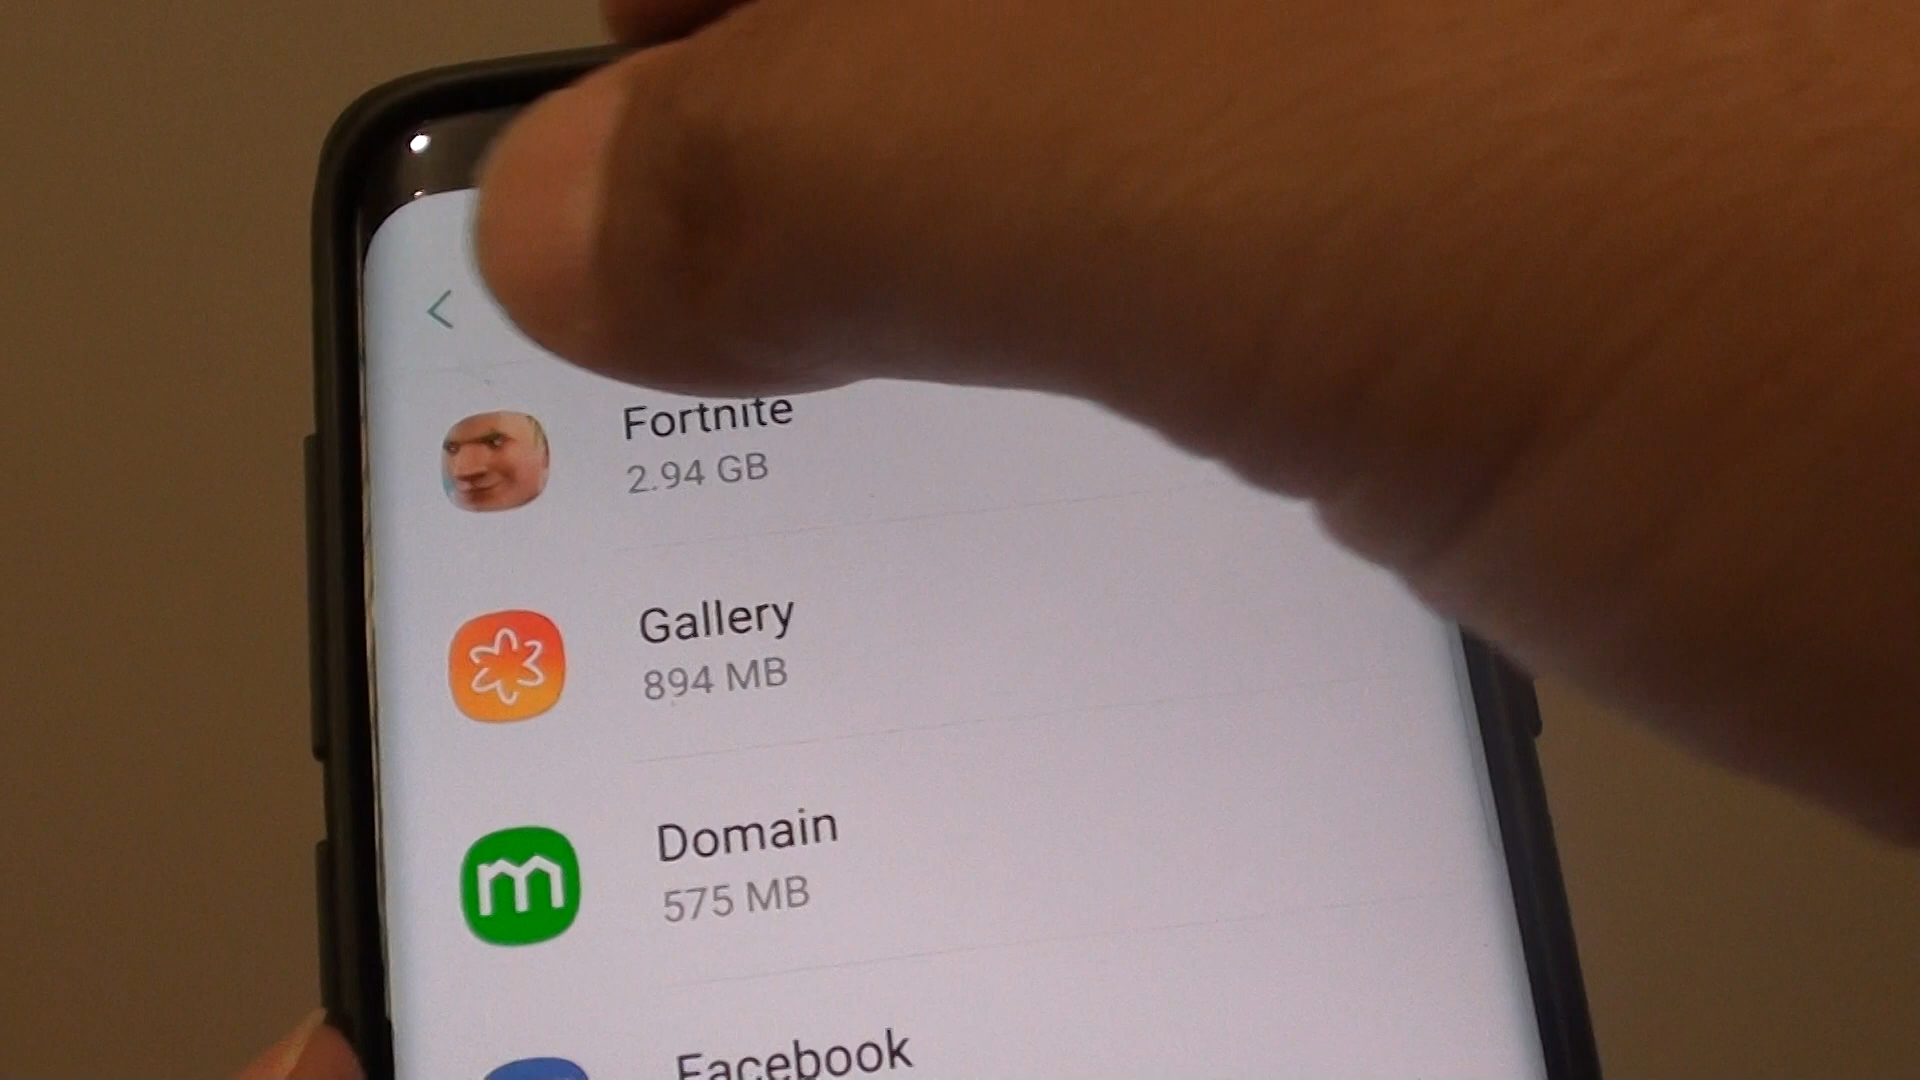 Fortnite
2.94 GB
Gallery
894 MB
Domain
575 MB
Facebook